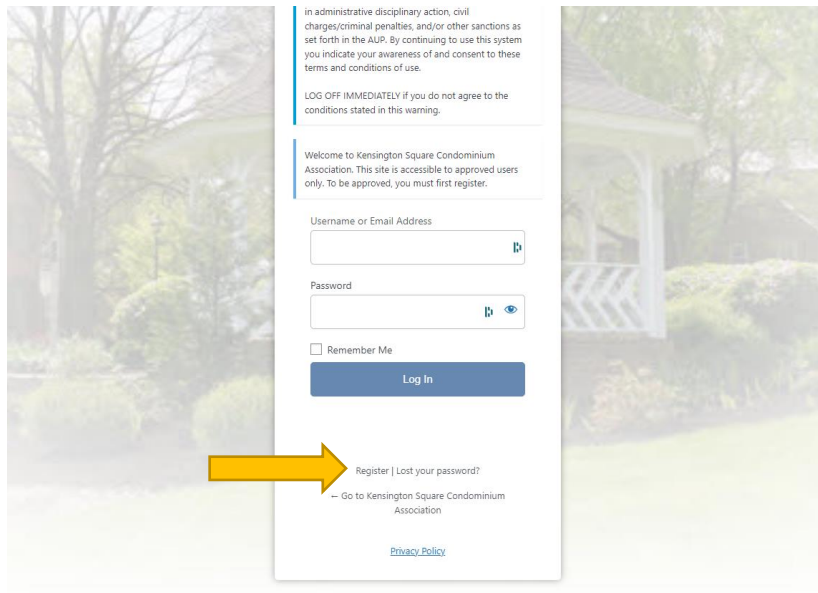 in administrative disciplinary action, civil
charges/criminal penalties, and/or other sanctions as
set forth in the AUP. By continuing to use this system
you indicate your awareness of and consent to these
terms and conditions of use.
LOG OFF IMMEDIATELY if you do not agree to the
conditions stated in this warning.
Welcome to Kensington Square Condominium
Association. This site is accessible to approved users
only. To be approved, you must first register.
Username or Email Address
Password
Remember Me
Log In
Register | Lost your password?
← Go to Kensington Square Condominium
Association
Privacy Policy